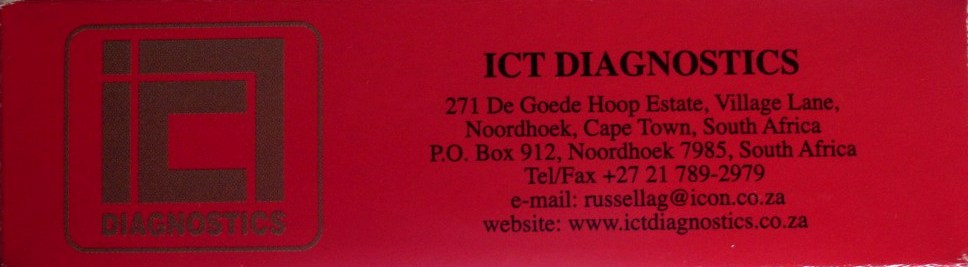 ICT
DIAGNOSTICS
ICT DIAGNOSTICS
271 De Goede Hoop Estate, Village Lane,
Noordhoek, Cape Town, South Africa
P.O. Box 912, Noordhoek 7985, South Africa
Tel/Fax +27 21 789-2979
e-mail: russellag@icon.co.za
website: www.ictdiagnostics.co.za